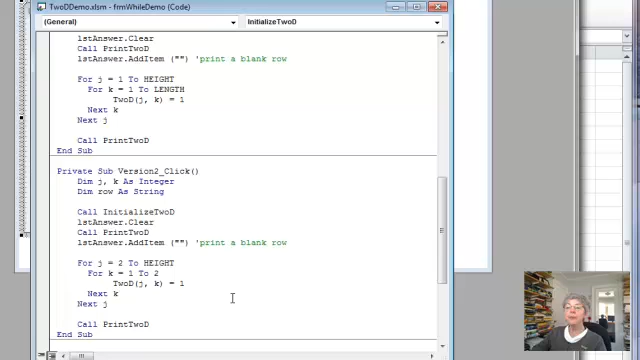 TwoDDemo.xlsm - frmWhileDemo (Code)
(General)
InitializeTwoD
lstAnswer.Clear
Call PrintTwoD
lstAnswer.AddItem ("") 'print a blank row
For j = 1 To HEIGHT
For k = 1 To LENGTH
TwoD(j, k) = 1
Next k
Next j
Call PrintTwoD
End Sub
Private Sub Version2_Click()
Dim j, k As Integer
Dim row As String
Call InitializeTwoD
lstAnswer.Clear
Call PrintTwoD
lstAnswer.AddItem ("") 'print a blank row
For j = 2 To HEIGHT
For k = 1 To 2
TwoD(j, k) = 1
Next k
Next j
Call PrintTwoD
End Sub